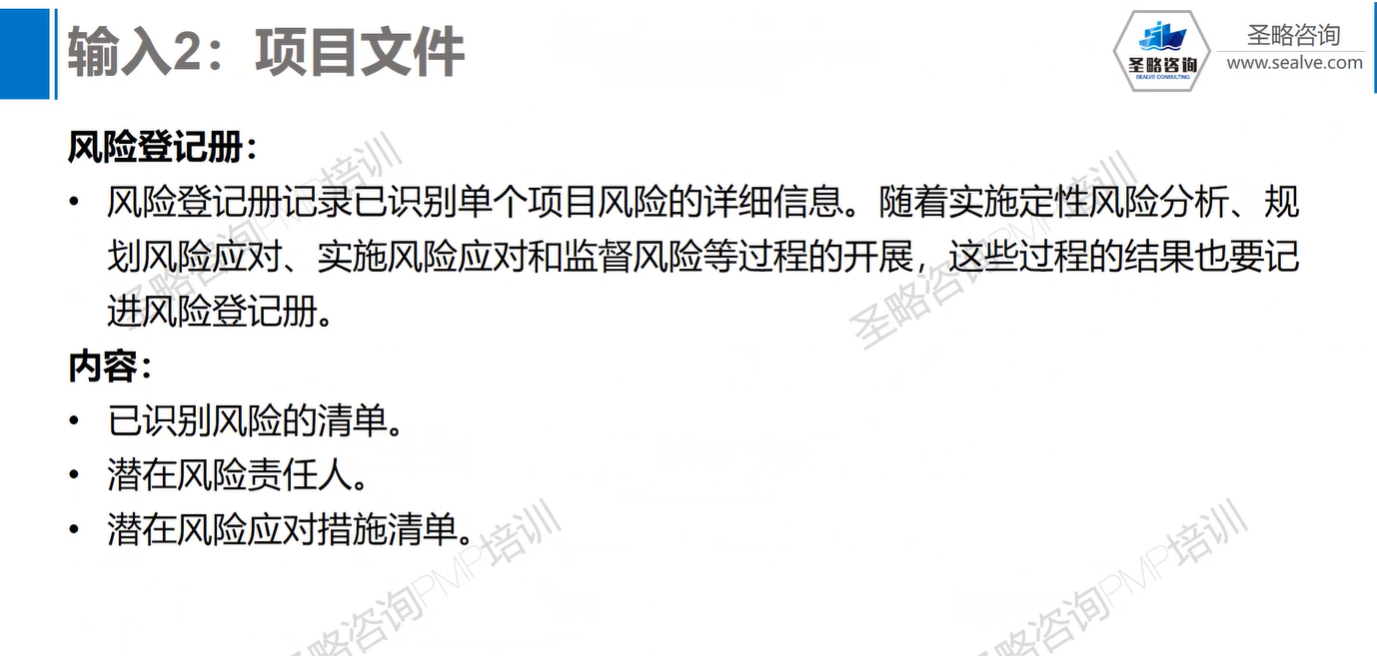 输入2：项目文件
圣略咨询
SEALVE CONSULTING
圣略咨询
www.sealve.com
风险登记册：
• 风险登记册记录已识别单个项目风险的详细信息。随着实施定性风险分析、规
划风险应对、实施风险应对和监督风险等过程的开展，这些过程的结果也要记
进风险登记册。
内容：
• 已识别风险的清单。
• 潜在风险责任人。
• 潜在风险应对措施清单。
圣略咨询PMP培训
圣略咨询PMP培训
圣略咨询PMP培训
圣略咨询PMP培训